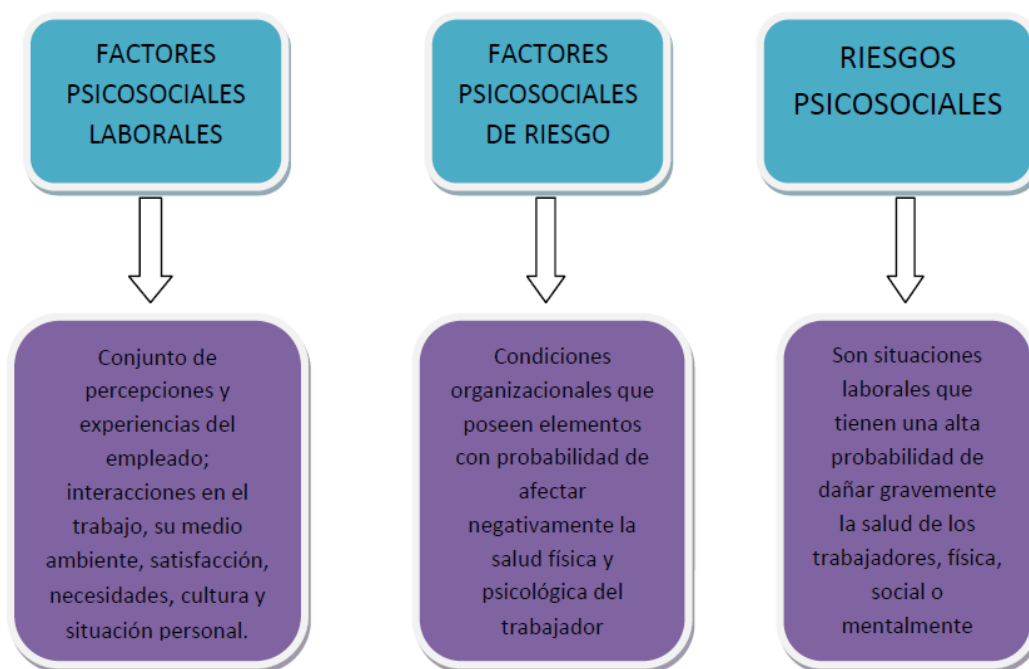 FACTORES
PSICOSOCIALES
LABORALES
Conjunto de
percepciones y
experiencias del
empleado;
interacciones en el
trabajo, su medio
ambiente, satisfacción,
necesidades, cultura y
situación personal.
FACTORES
PSICOSOCIALES
DE RIESGO
Condiciones
organizacionales que
poseen elementos
con probabilidad de
afectar
negativamente la
salud física y
psicológica del
trabajador
RIESGOS
PSICOSOCIALES
Son situaciones
laborales que
tienen una alta
probabilidad de
dañar gravemente
la salud de los
trabajadores, física,
social o
mentalmente